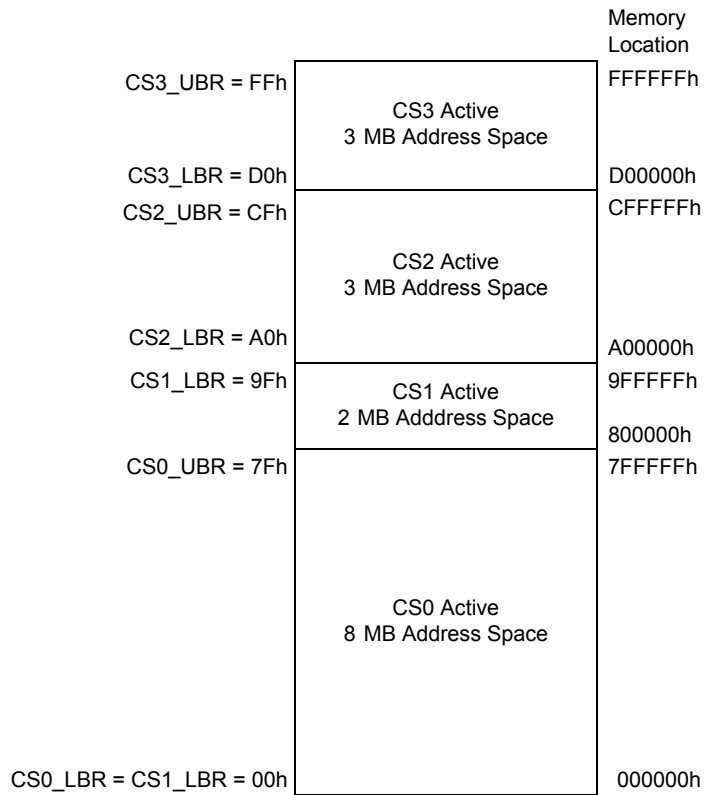 Memory
Location
CS3_UBR = FFh
FFFFFFh
CS3 Active
3 MB Address Space
CS3_LBR = D0h
D00000h
CS2_UBR = CFh
CFFFFFh
CS2 Active
3 MB Address Space
CS2_LBR = A0h
A00000h
CS1_LBR = 9Fh
9FFFFFh
CS1 Active
2 MB Adddress Space
800000h
CS0_UBR = 7Fh
7FFFFFh
CS0 Active
8 MB Address Space
CS0_LBR = CS1_LBR = 00h
000000h